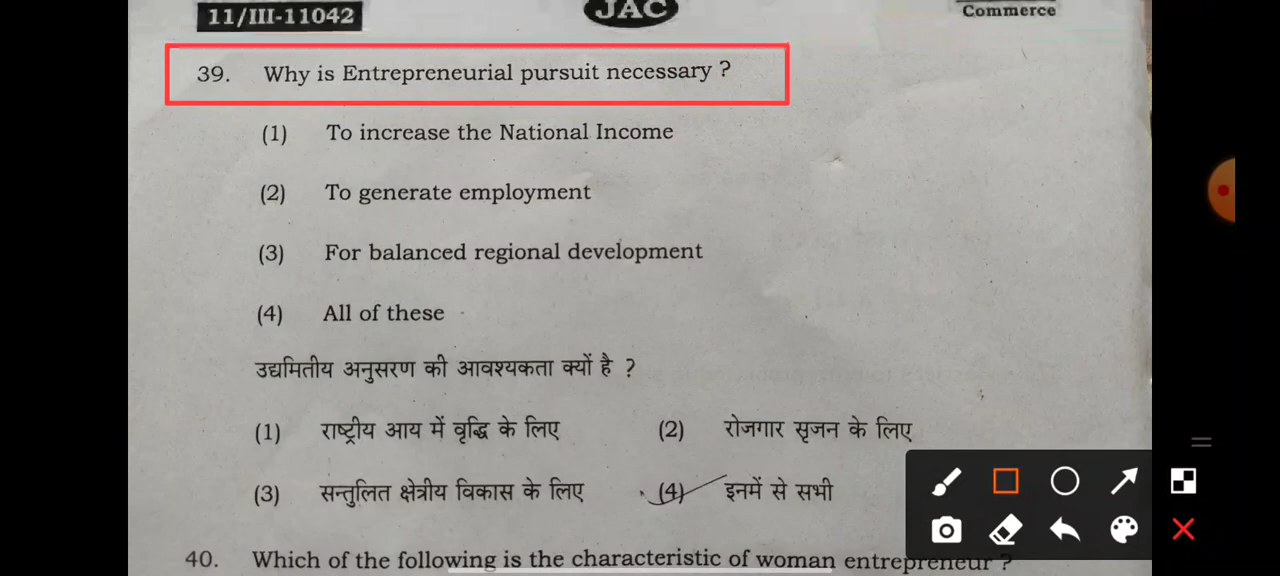 11/III-11042 JAC Commerce
39. Why is Entrepreneurial pursuit necessary ?
(1) To increase the National Income
(2) To generate employment
(3) For balanced regional development
(4) All of these
उद्यमितीय अनुसरण की आवश्यकता क्यों है ?
(1) राष्ट्रीय आय में वृद्धि के लिए (2) रोजगार सृजन के लिए
(3) सन्तुलित क्षेत्रीय विकास के लिए (4) इनमें से सभी
40. Which of the following is the characteristic of woman entrepreneur ?